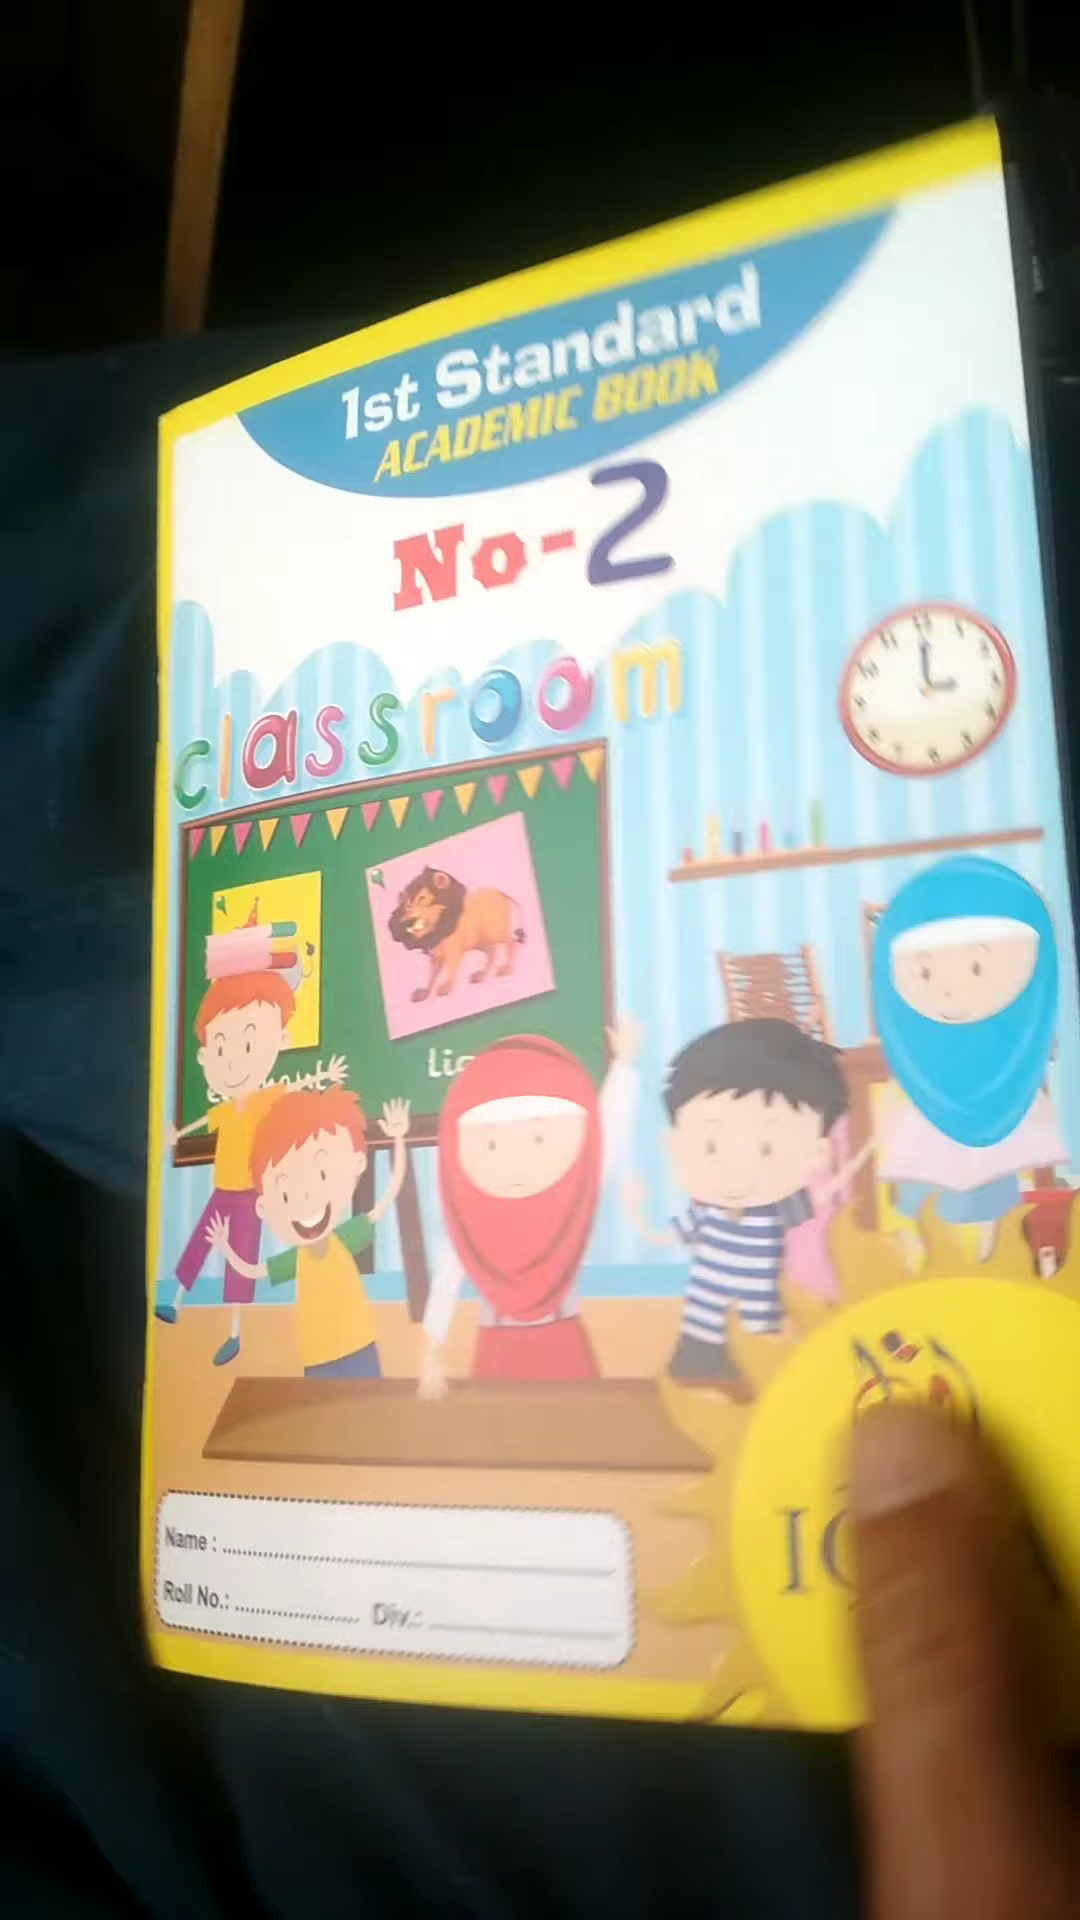 1st Standard
ACADEMIC BOOK
No-2
classroom
Name :
Roll No.: Div.: